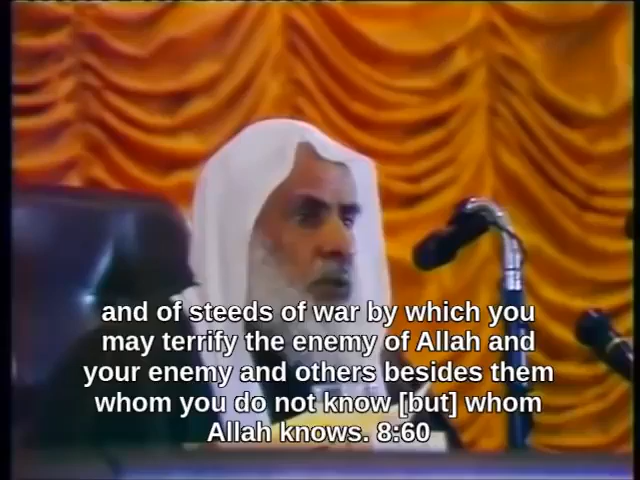 and of steeds of war by which you
may terrify the enemy of Allah and
your enemy and others besides them
whom you do not know [but] whom
Allah knows. 8:60